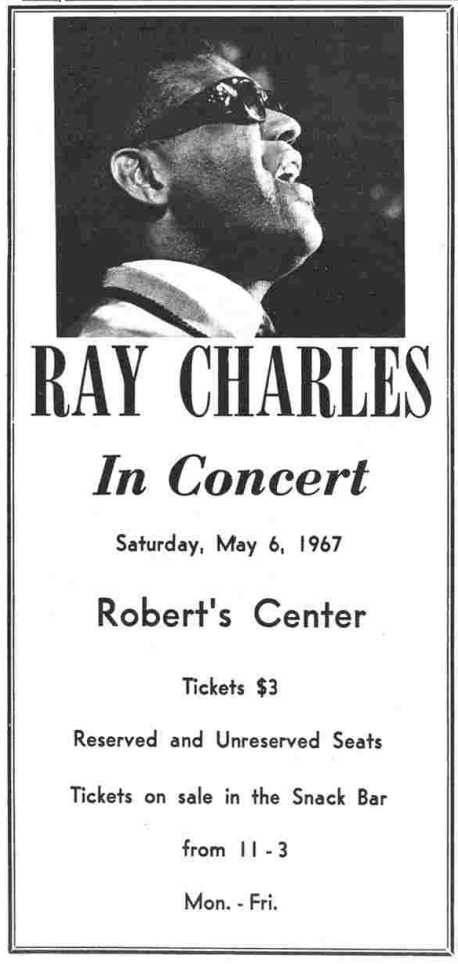 RAY CHARLES
In Concert
Saturday, May 6, 1967
Robert's Center
Tickets $3
Reserved and Unreserved Seats
Tickets on sale in the Snack Bar
from 11 - 3
Mon. - Fri.